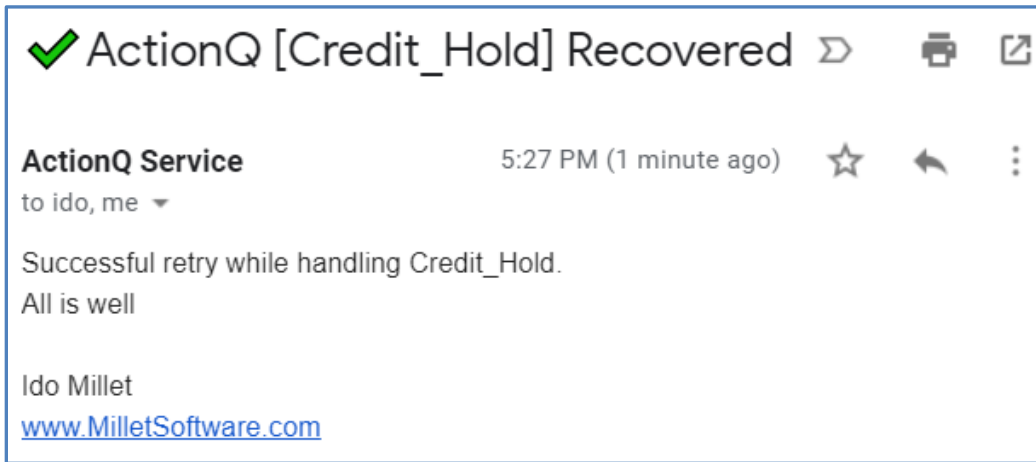 ✔ ActionQ [Credit_Hold] Recovered
ActionQ Service 5:27 PM (1 minute ago)
to ido, me
Successful retry while handling Credit_Hold.
All is well
Ido Millet
www.MilletSoftware.com